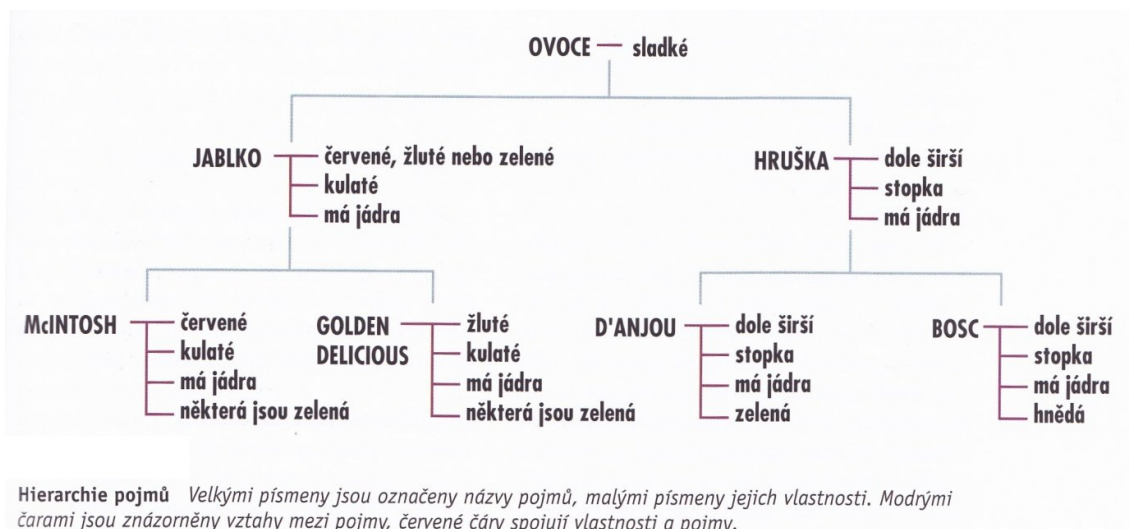 OVOCE sladké
JABLKO červené, žluté nebo zelené
kulaté
má jádra
HRUŠKA dole širší
stopka
má jádra
McINTOSH červené
kulaté
má jádra
některá jsou zelená
GOLDEN DELICIOUS žluté
kulaté
má jádra
některá jsou zelená
D'ANJOU dole širší
stopka
má jádra
zelená
BOSC dole širší
stopka
má jádra
hnědá
Hierarchie pojmů Velkými písmeny jsou označeny názvy pojmů, malými písmeny jejich vlastnosti. Modrými
čarami jsou znázorněny vztahy mezi pojmy, červené čáry spojují vlastnosti a pojmy.